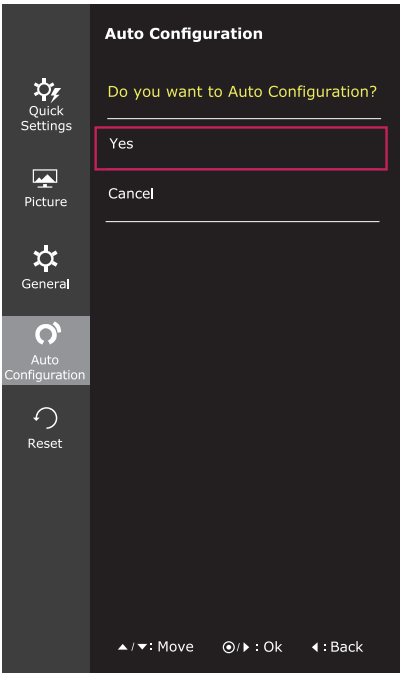 Auto Configuration
Do you want to Auto Configuration?
Yes
Cancel
Quick
Settings
Picture
General
Auto
Configuration
Reset
▲/▼: Move ◉/▶ : Ok ◀ : Back